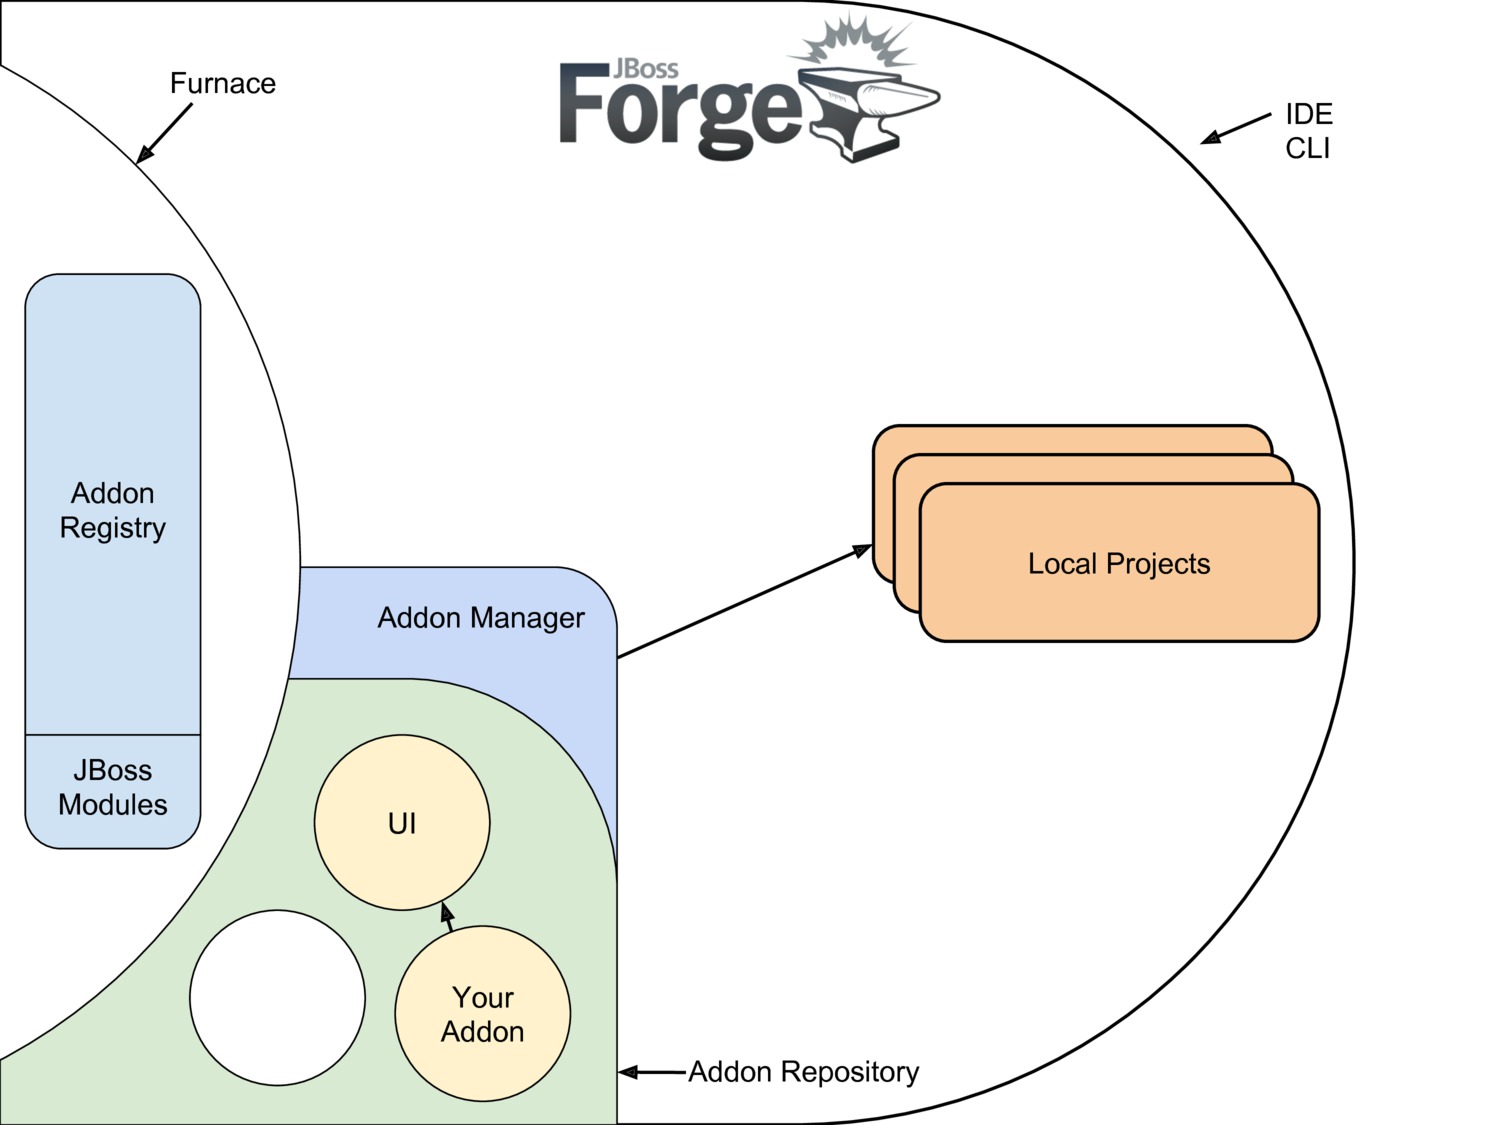 JBoss
Forge
Furnace
IDE
CLI
Addon
Registry
JBoss
Modules
Addon Manager
Local Projects
UI
Your
Addon
Addon Repository